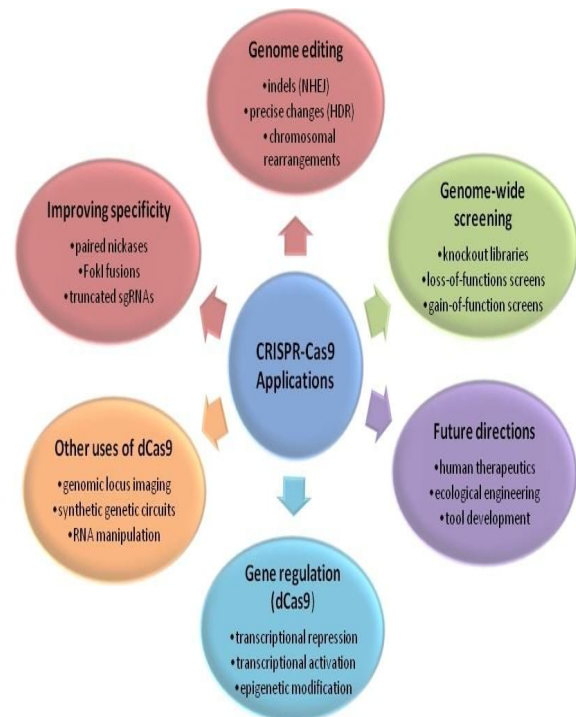 Genome editing
•indels (NHEJ)
•precise changes (HDR)
•chromosomal
rearrangements
Improving specificity
•paired nickases
•FokI fusions
•truncated sgRNAs
Genome-wide
screening
•knockout libraries
•loss-of-functions screens
•gain-of-function screens
CRISPR-Cas9
Applications
Other uses of dCas9
•genomic locus imaging
•synthetic genetic circuits
•RNA manipulation
Future directions
•human therapeutics
•ecological engineering
•tool development
Gene regulation
(dCas9)
•transcriptional repression
•transcriptional activation
•epigenetic modification